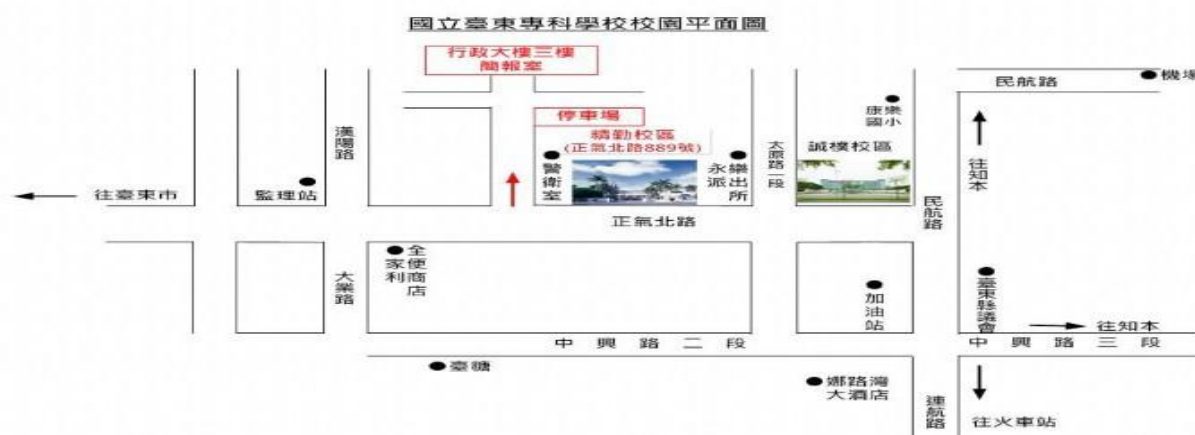 國立臺東專科學校校園平面圖
行政大樓三樓
簡報室
停車場
精勤校區
(正氣北路889號)
警衛室
永樂
派出所
太原路一段
康樂
國小
誠樸校區
民航路
機場
往知本
漢陽路
往臺東市
監理站
正氣北路
民航路
大業路
全家
便利
商店
加油站
臺東縣議會
往知本
中興路二段
中興路三段
臺糖
娜路灣
大酒店
連航路
往火車站